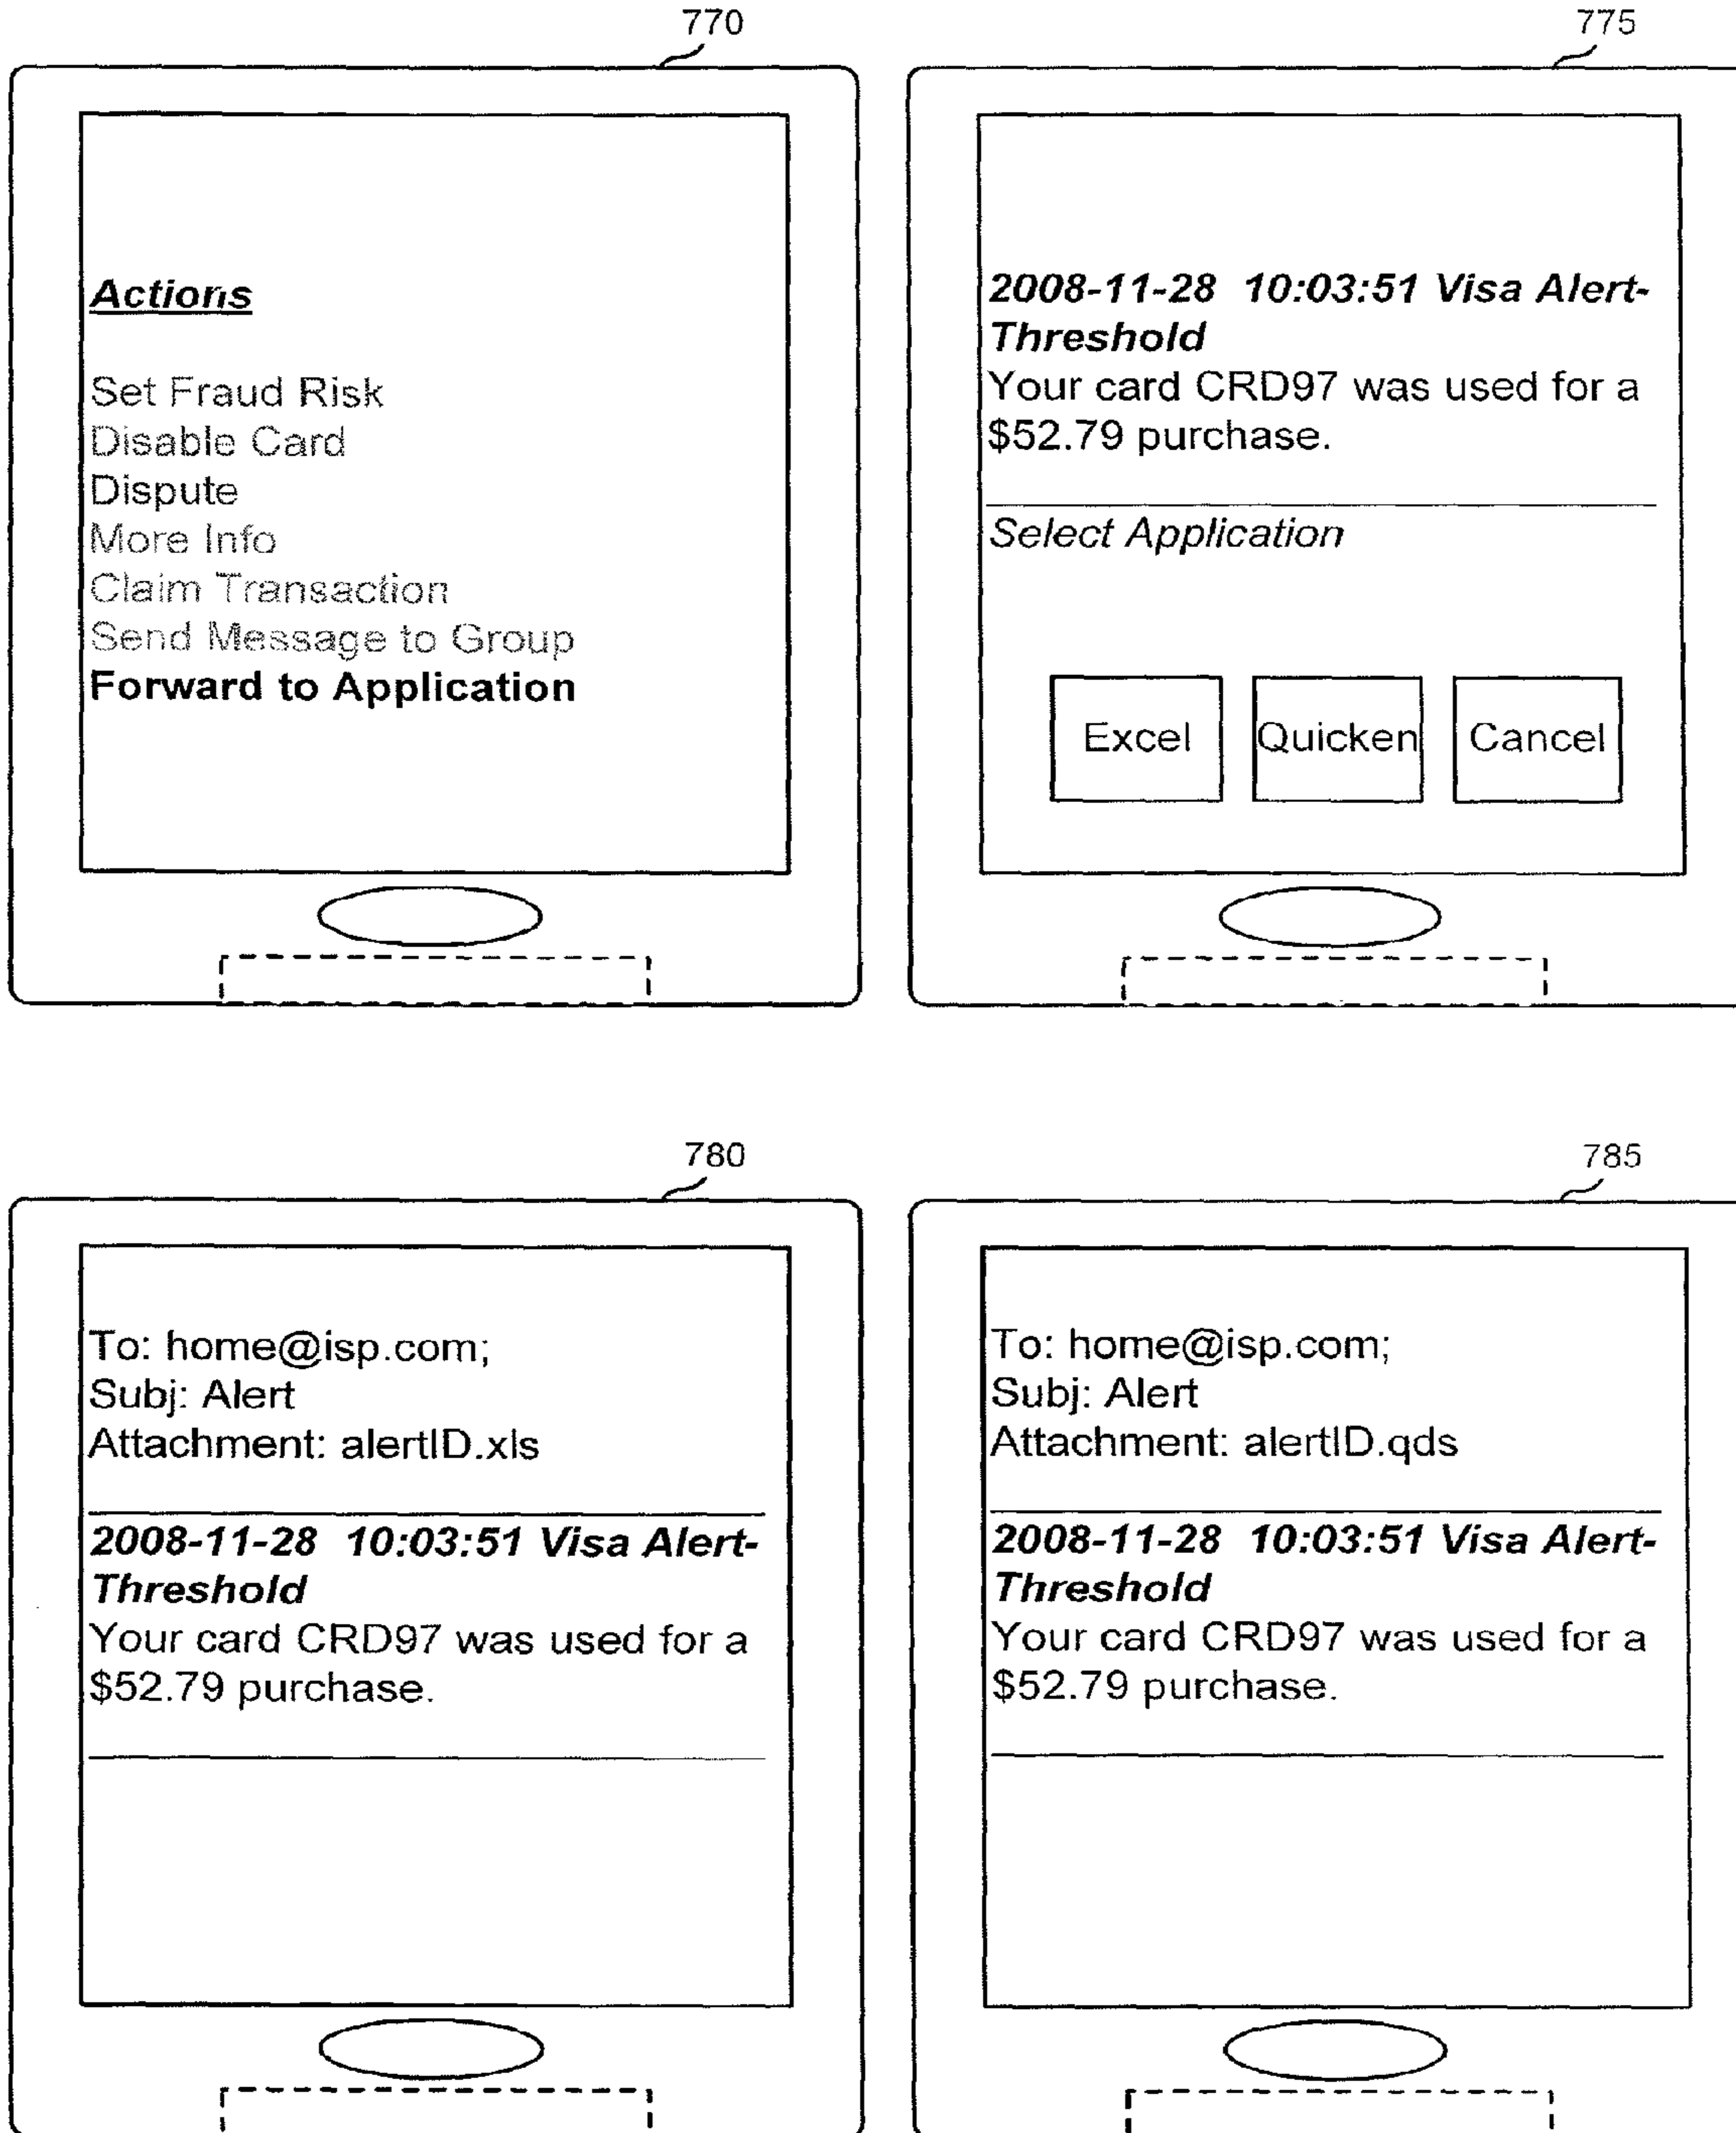 770
Actions
Set Fraud Risk
Disable Card
Dispute
More Info
Claim Transaction
Send Message to Group
Forward to Application
775
2008-11-28 10:03:51 Visa Alert-
Threshold
Your card CRD97 was used for a
$52.79 purchase.
Select Application
Excel
Quicken
Cancel
780
To: home@isp.com;
Subj: Alert
Attachment: alertID.xls
2008-11-28 10:03:51 Visa Alert-
Threshold
Your card CRD97 was used for a
$52.79 purchase.
785
To: home@isp.com;
Subj: Alert
Attachment: alertID.qds
2008-11-28 10:03:51 Visa Alert-
Threshold
Your card CRD97 was used for a
$52.79 purchase.